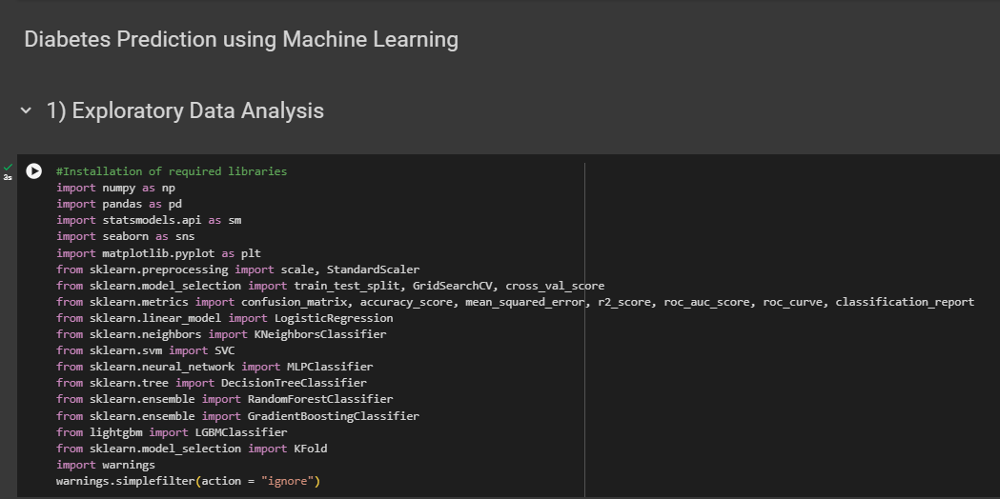 Diabetes Prediction using Machine Learning
1) Exploratory Data Analysis
3s
#Installation of required libraries
import numpy as np
import pandas as pd
import statsmodels.api as sm
import seaborn as sns
import matplotlib.pyplot as plt
from sklearn.preprocessing import scale, StandardScaler
from sklearn.model_selection import train_test_split, GridSearchCV, cross_val_score
from sklearn.metrics import confusion_matrix, accuracy_score, mean_squared_error, r2_score, roc_auc_score, roc_curve, classification_report
from sklearn.linear_model import LogisticRegression
from sklearn.neighbors import KNeighborsClassifier
from sklearn.svm import SVC
from sklearn.neural_network import MLPClassifier
from sklearn.tree import DecisionTreeClassifier
from sklearn.ensemble import RandomForestClassifier
from sklearn.ensemble import GradientBoostingClassifier
from lightgbm import LGBMClassifier
from sklearn.model_selection import KFold
import warnings
warnings.simplefilter(action = "ignore")